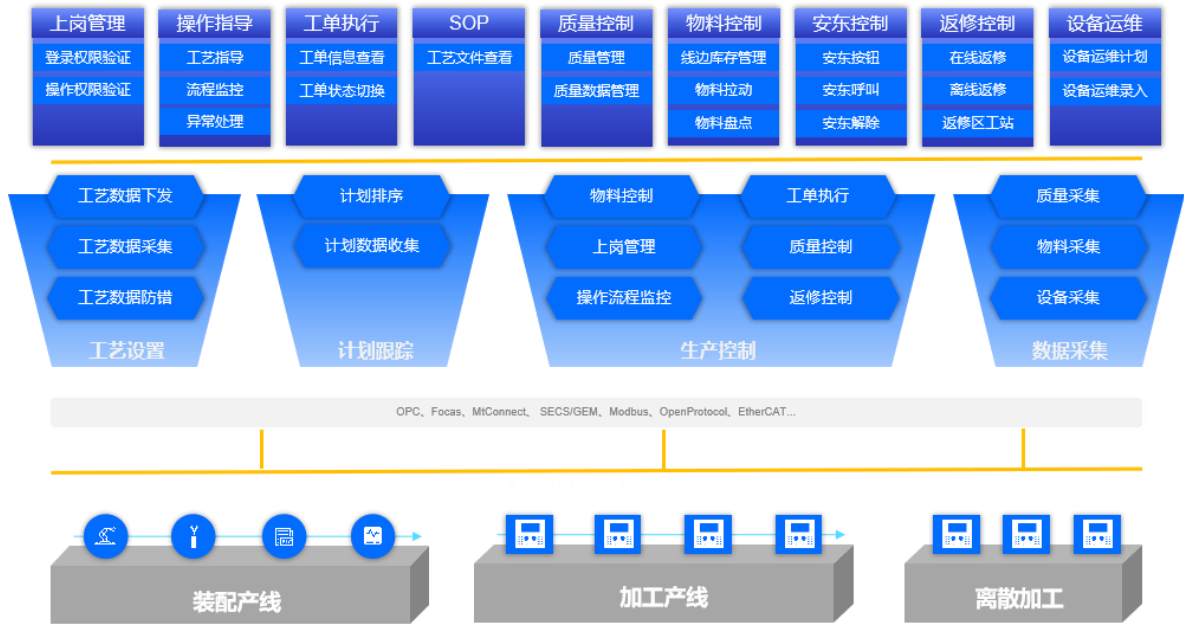 上岗管理
登录权限验证
操作权限验证
操作指导
工艺指导
流程监控
异常处理
工单执行
工单信息查看
工单状态切换
SOP
工艺文件查看
质量控制
质量管理
质量数据管理
物料控制
线边库存管理
物料拉动
物料盘点
安东控制
安东按钮
安东呼叫
安东解除
返修控制
在线返修
离线返修
返修区工站
设备运维
设备运维计划
设备运维录入
工艺数据下发
工艺数据采集
工艺数据防错
工艺设置
计划排序
计划数据收集
计划跟踪
物料控制
工单执行
上岗管理
质量控制
操作流程监控
返修控制
生产控制
质量采集
物料采集
设备采集
数据采集
OPC、Focas、MtConnect、 SECS/GEM、Modbus、OpenProtocol、EtherCAT...
装配产线
加工产线
离散加工